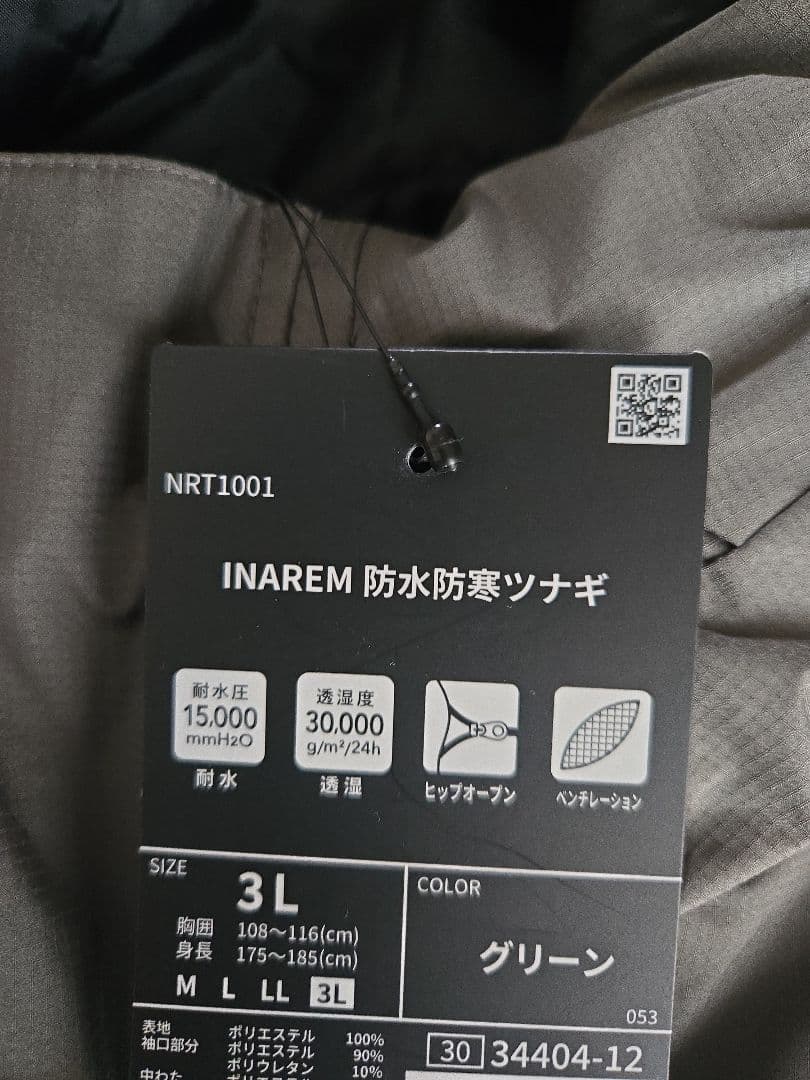 NRT1001
INAREM 防水防寒ツナギ
耐水圧
15,000
mmH2O
耐水
透湿度
30,000
g/m²/24h
透湿
ヒップオープン
ベンチレーション
SIZE
3L
胸囲 108〜116(cm)
身長 175〜185(cm)
M L LL 3L
COLOR
グリーン
053
表地 ポリエステル 100%
袖口部分 ポリエステル 90%
ポリウレタン 10%
中わた
30 34404-12